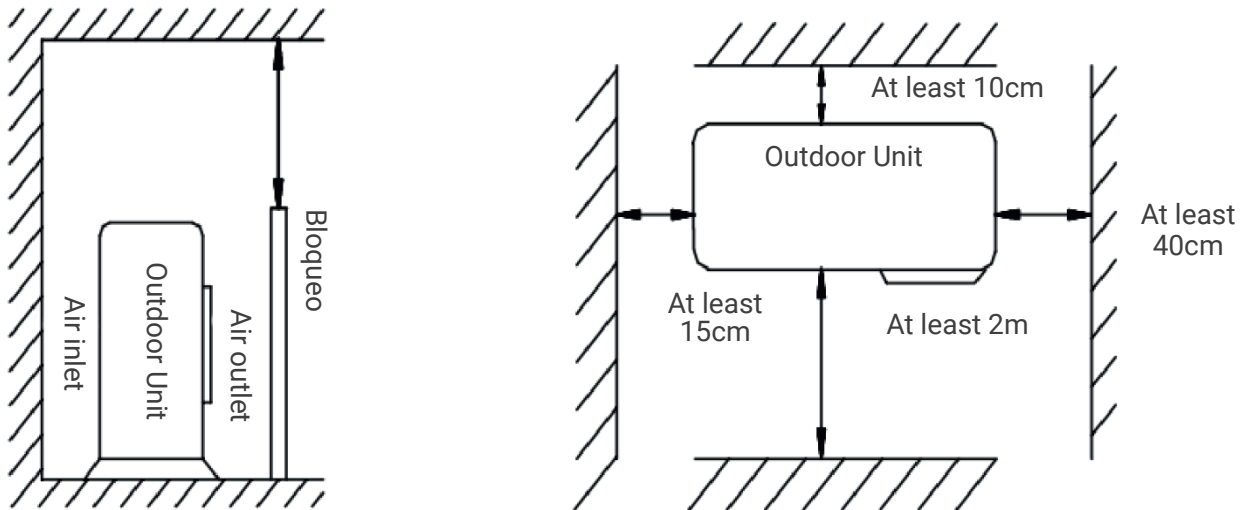 Air inlet
Outdoor Unit
Air outlet
Bloqueo
At least 10cm
Outdoor Unit
At least
40cm
At least
15cm
At least 2m